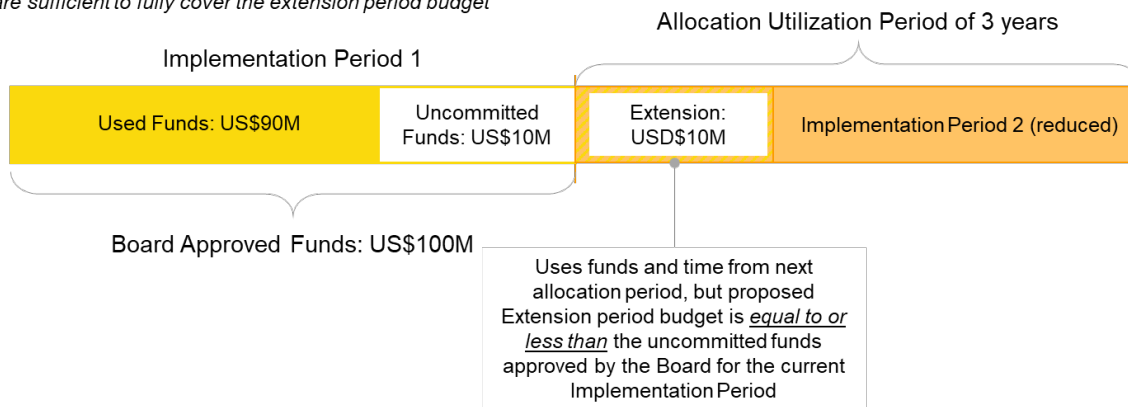 are sufficient to fully cover the extension period budget
Allocation Utilization Period of 3 years
Implementation Period 1
Used Funds: US$90M
Uncommitted
Funds: US$10M
Extension:
USD$10M
Implementation Period 2 (reduced)
Board Approved Funds: US$100M
Uses funds and time from next
allocation period, but proposed
Extension period budget is equal to or
less than the uncommitted funds
approved by the Board for the current
Implementation Period